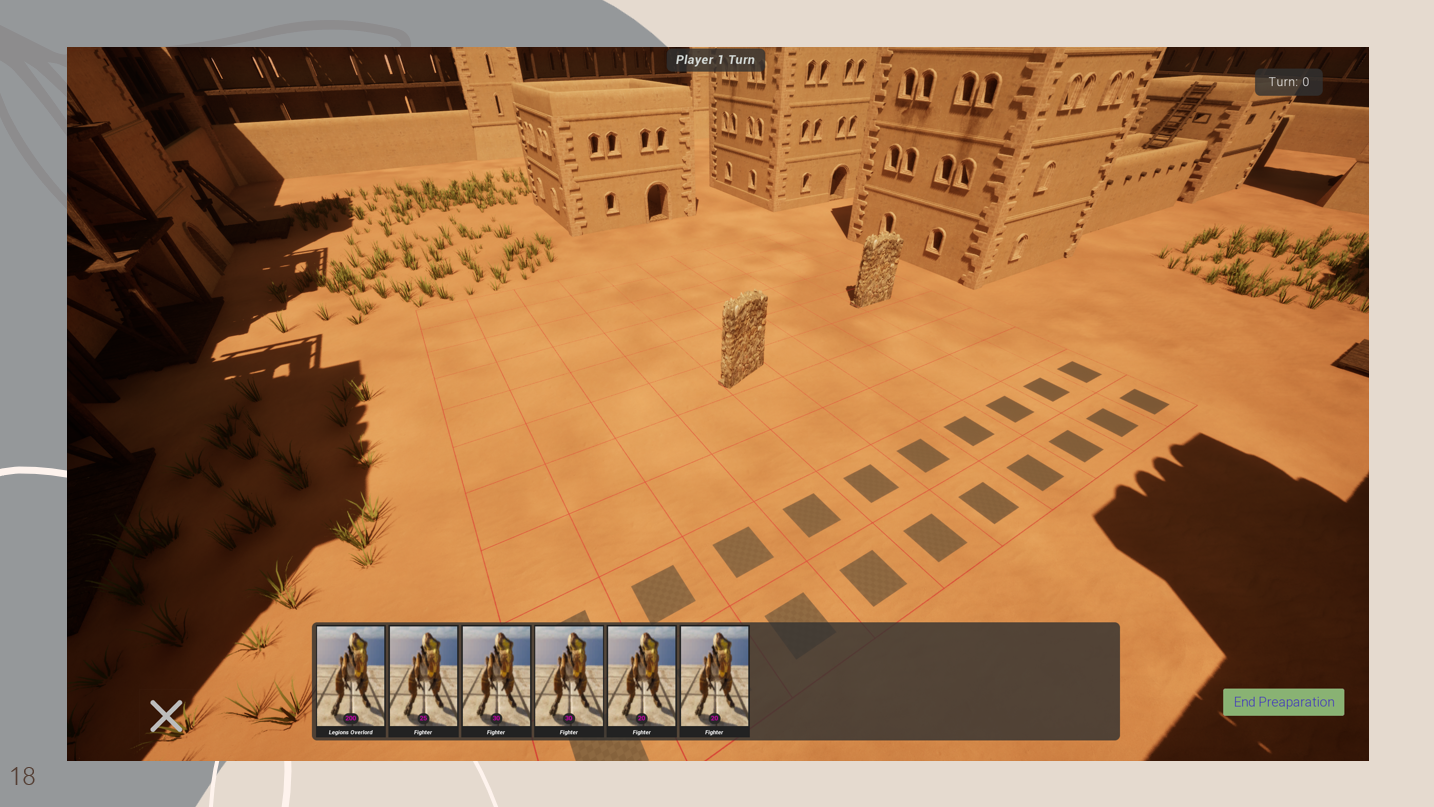 Player 1 Turn
Turn: 0
Legions Overlord
Fighter
Fighter
Fighter
Fighter
Fighter
End Preaparation
18